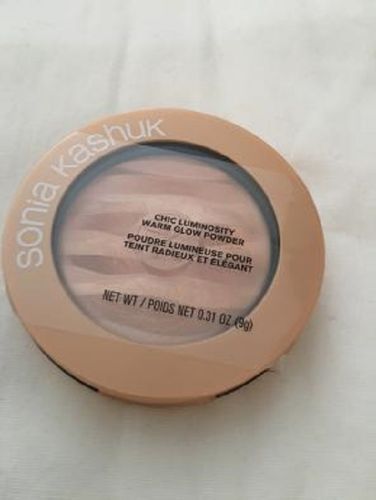 sonia kashuk
CHIC LUMINOSITY
WARM GLOW POWDER
POUDRE LUMINEUSE POUR
TEINT RADIEUX ET ÉLÉGANT
NET WT / POIDS NET 0.31 OZ (9g)